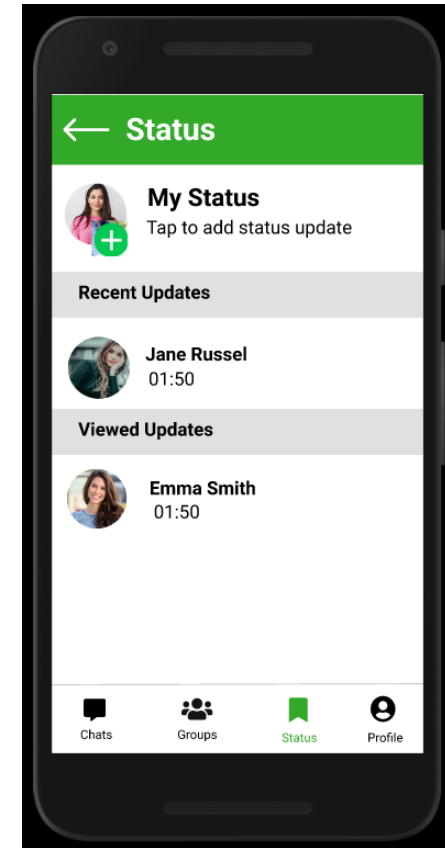 Status
My Status
Tap to add status update
Recent Updates
Jane Russel
01:50
Viewed Updates
Emma Smith
01:50
Chats Groups Status Profile